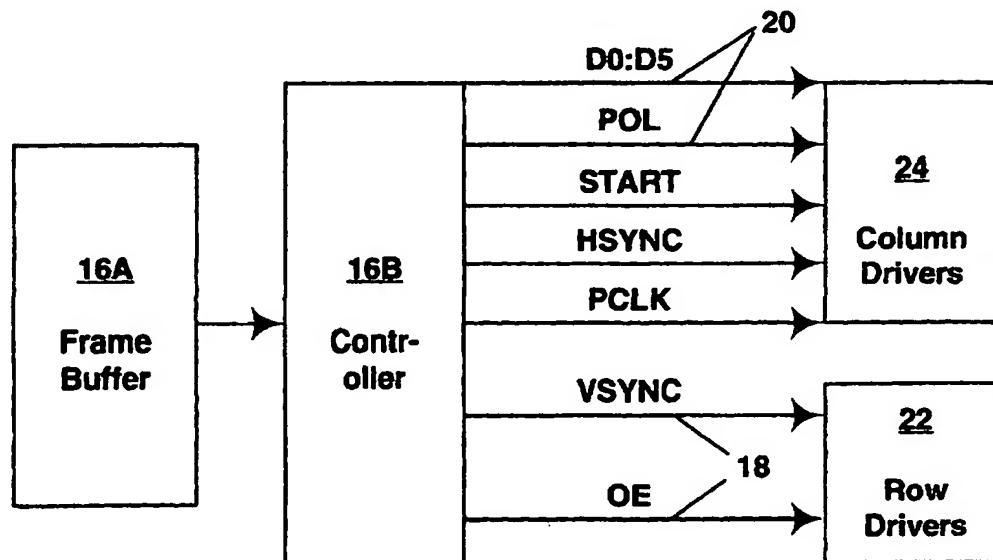 20
D0:D5
POL
START
HSYNC
PCLK
VSYNC
18
OE
16A
Frame
Buffer
16B
Contr-
oller
24
Column
Drivers
22
Row
Drivers